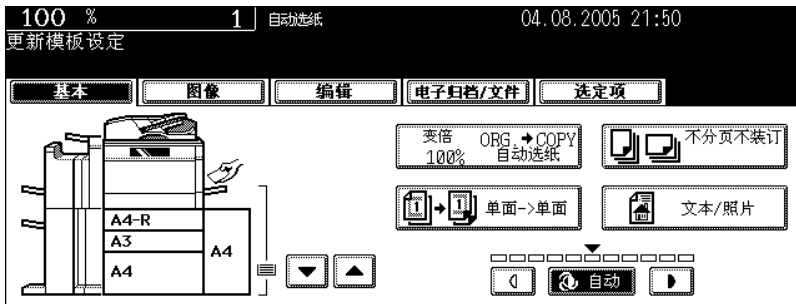 100 % 1 自动选纸 04.08.2005 21:50
更新模板设定
基本 图像 编辑 电子归档/文件 选定项
变倍 ORG.➔COPY
100% 自动选纸
不分页不装订
1 ➔ 1 单面->单面
文本/照片
A4-R
A3
A4
A4
自动